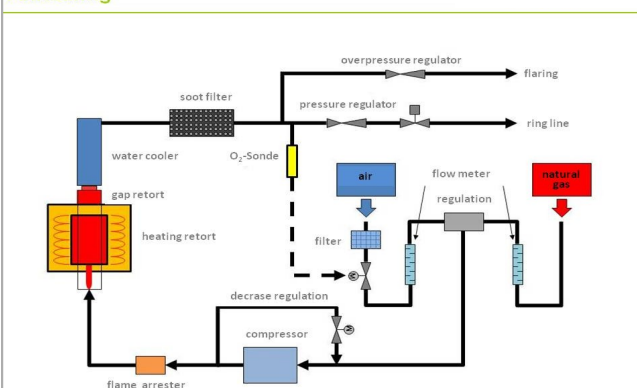 overpressure regulator
flaring
soot filter
pressure regulator
ring line
water cooler
O₂-Sonde
air
flow meter
natural
gas
gap retort
regulation
heating retort
filter
decrase regulation
compressor
flame arrester
M
M